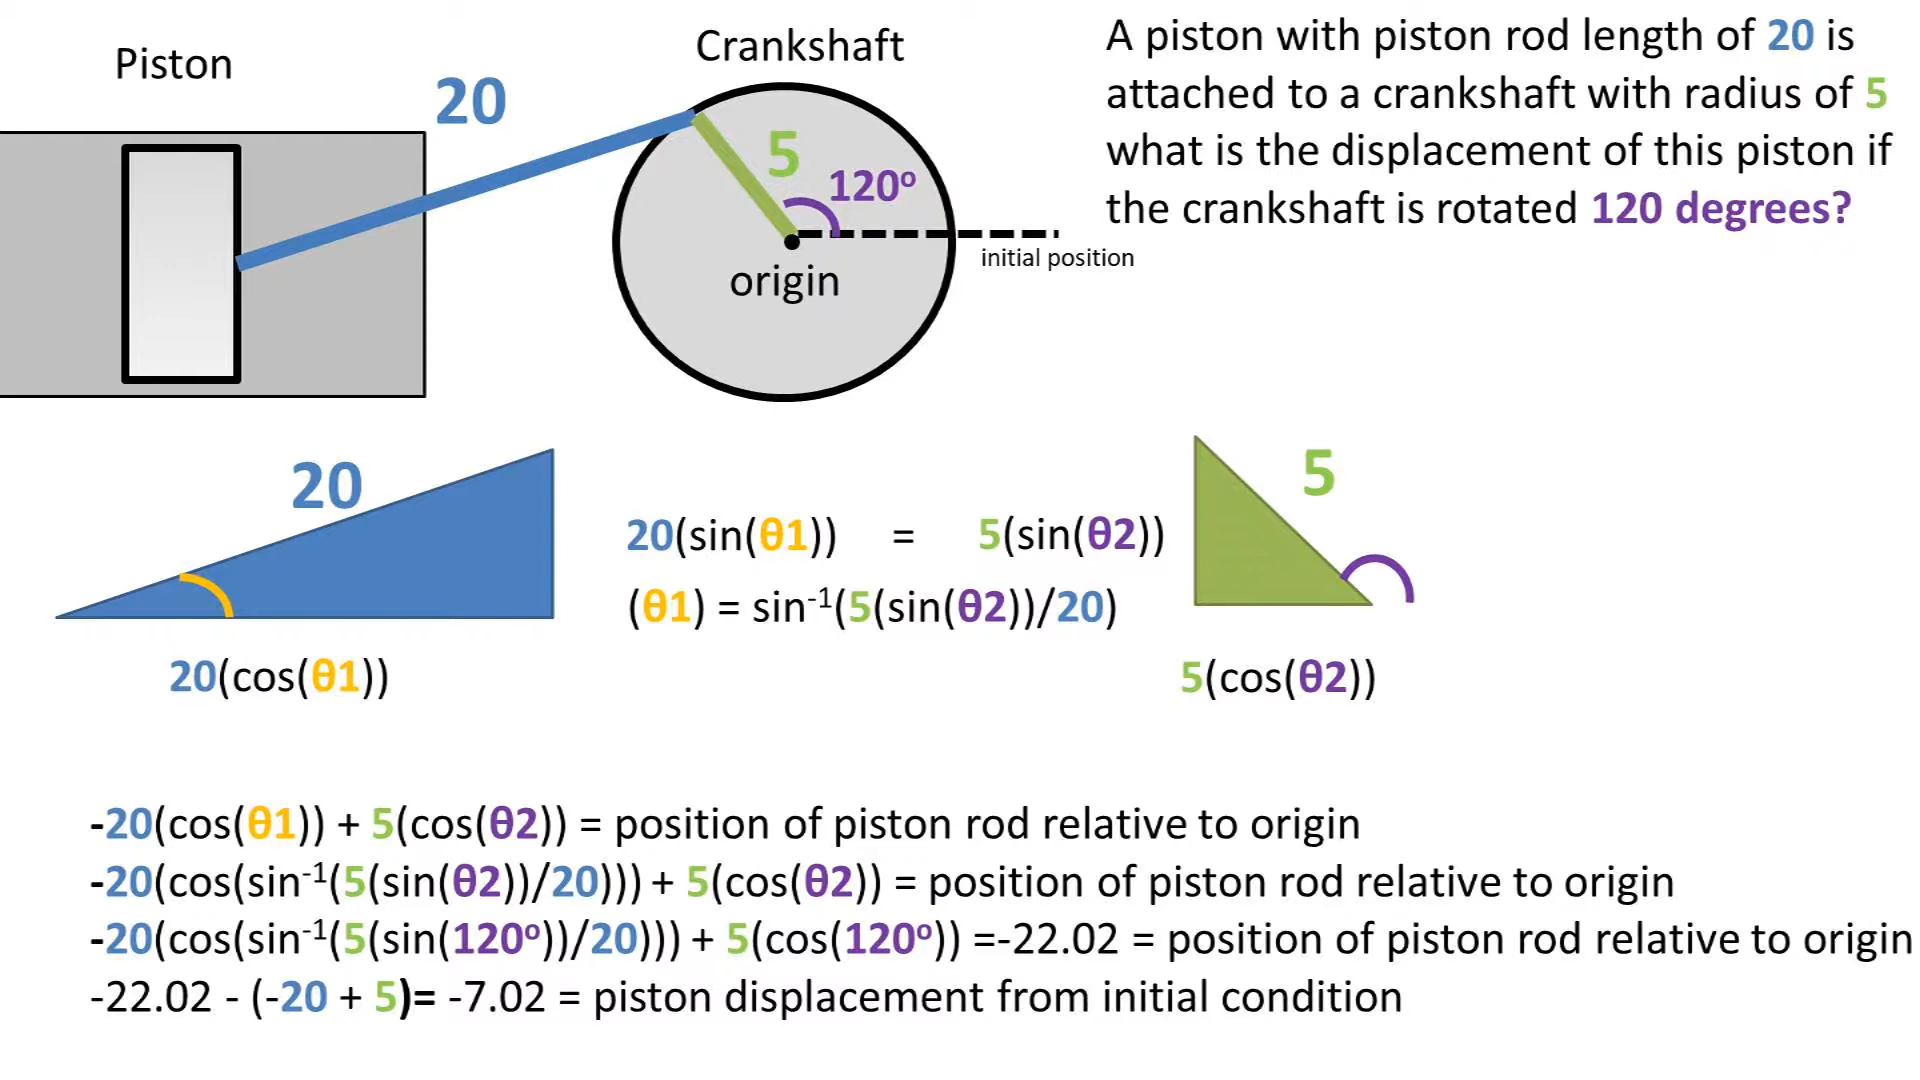 Piston
Crankshaft
20
5
120º
origin
initial position
A piston with piston rod length of 20 is
attached to a crankshaft with radius of 5
what is the displacement of this piston if
the crankshaft is rotated 120 degrees?
20
20(cos(θ1))
20(sin(θ1)) = 5(sin(θ2))
(θ1) = sin⁻¹(5(sin(θ2))/20)
5
5(cos(θ2))
-20(cos(θ1)) + 5(cos(θ2)) = position of piston rod relative to origin
-20(cos(sin⁻¹(5(sin(θ2))/20))) + 5(cos(θ2)) = position of piston rod relative to origin
-20(cos(sin⁻¹(5(sin(120º))/20))) + 5(cos(120º)) =-22.02 = position of piston rod relative to origin
-22.02 - (-20 + 5)= -7.02 = piston displacement from initial condition